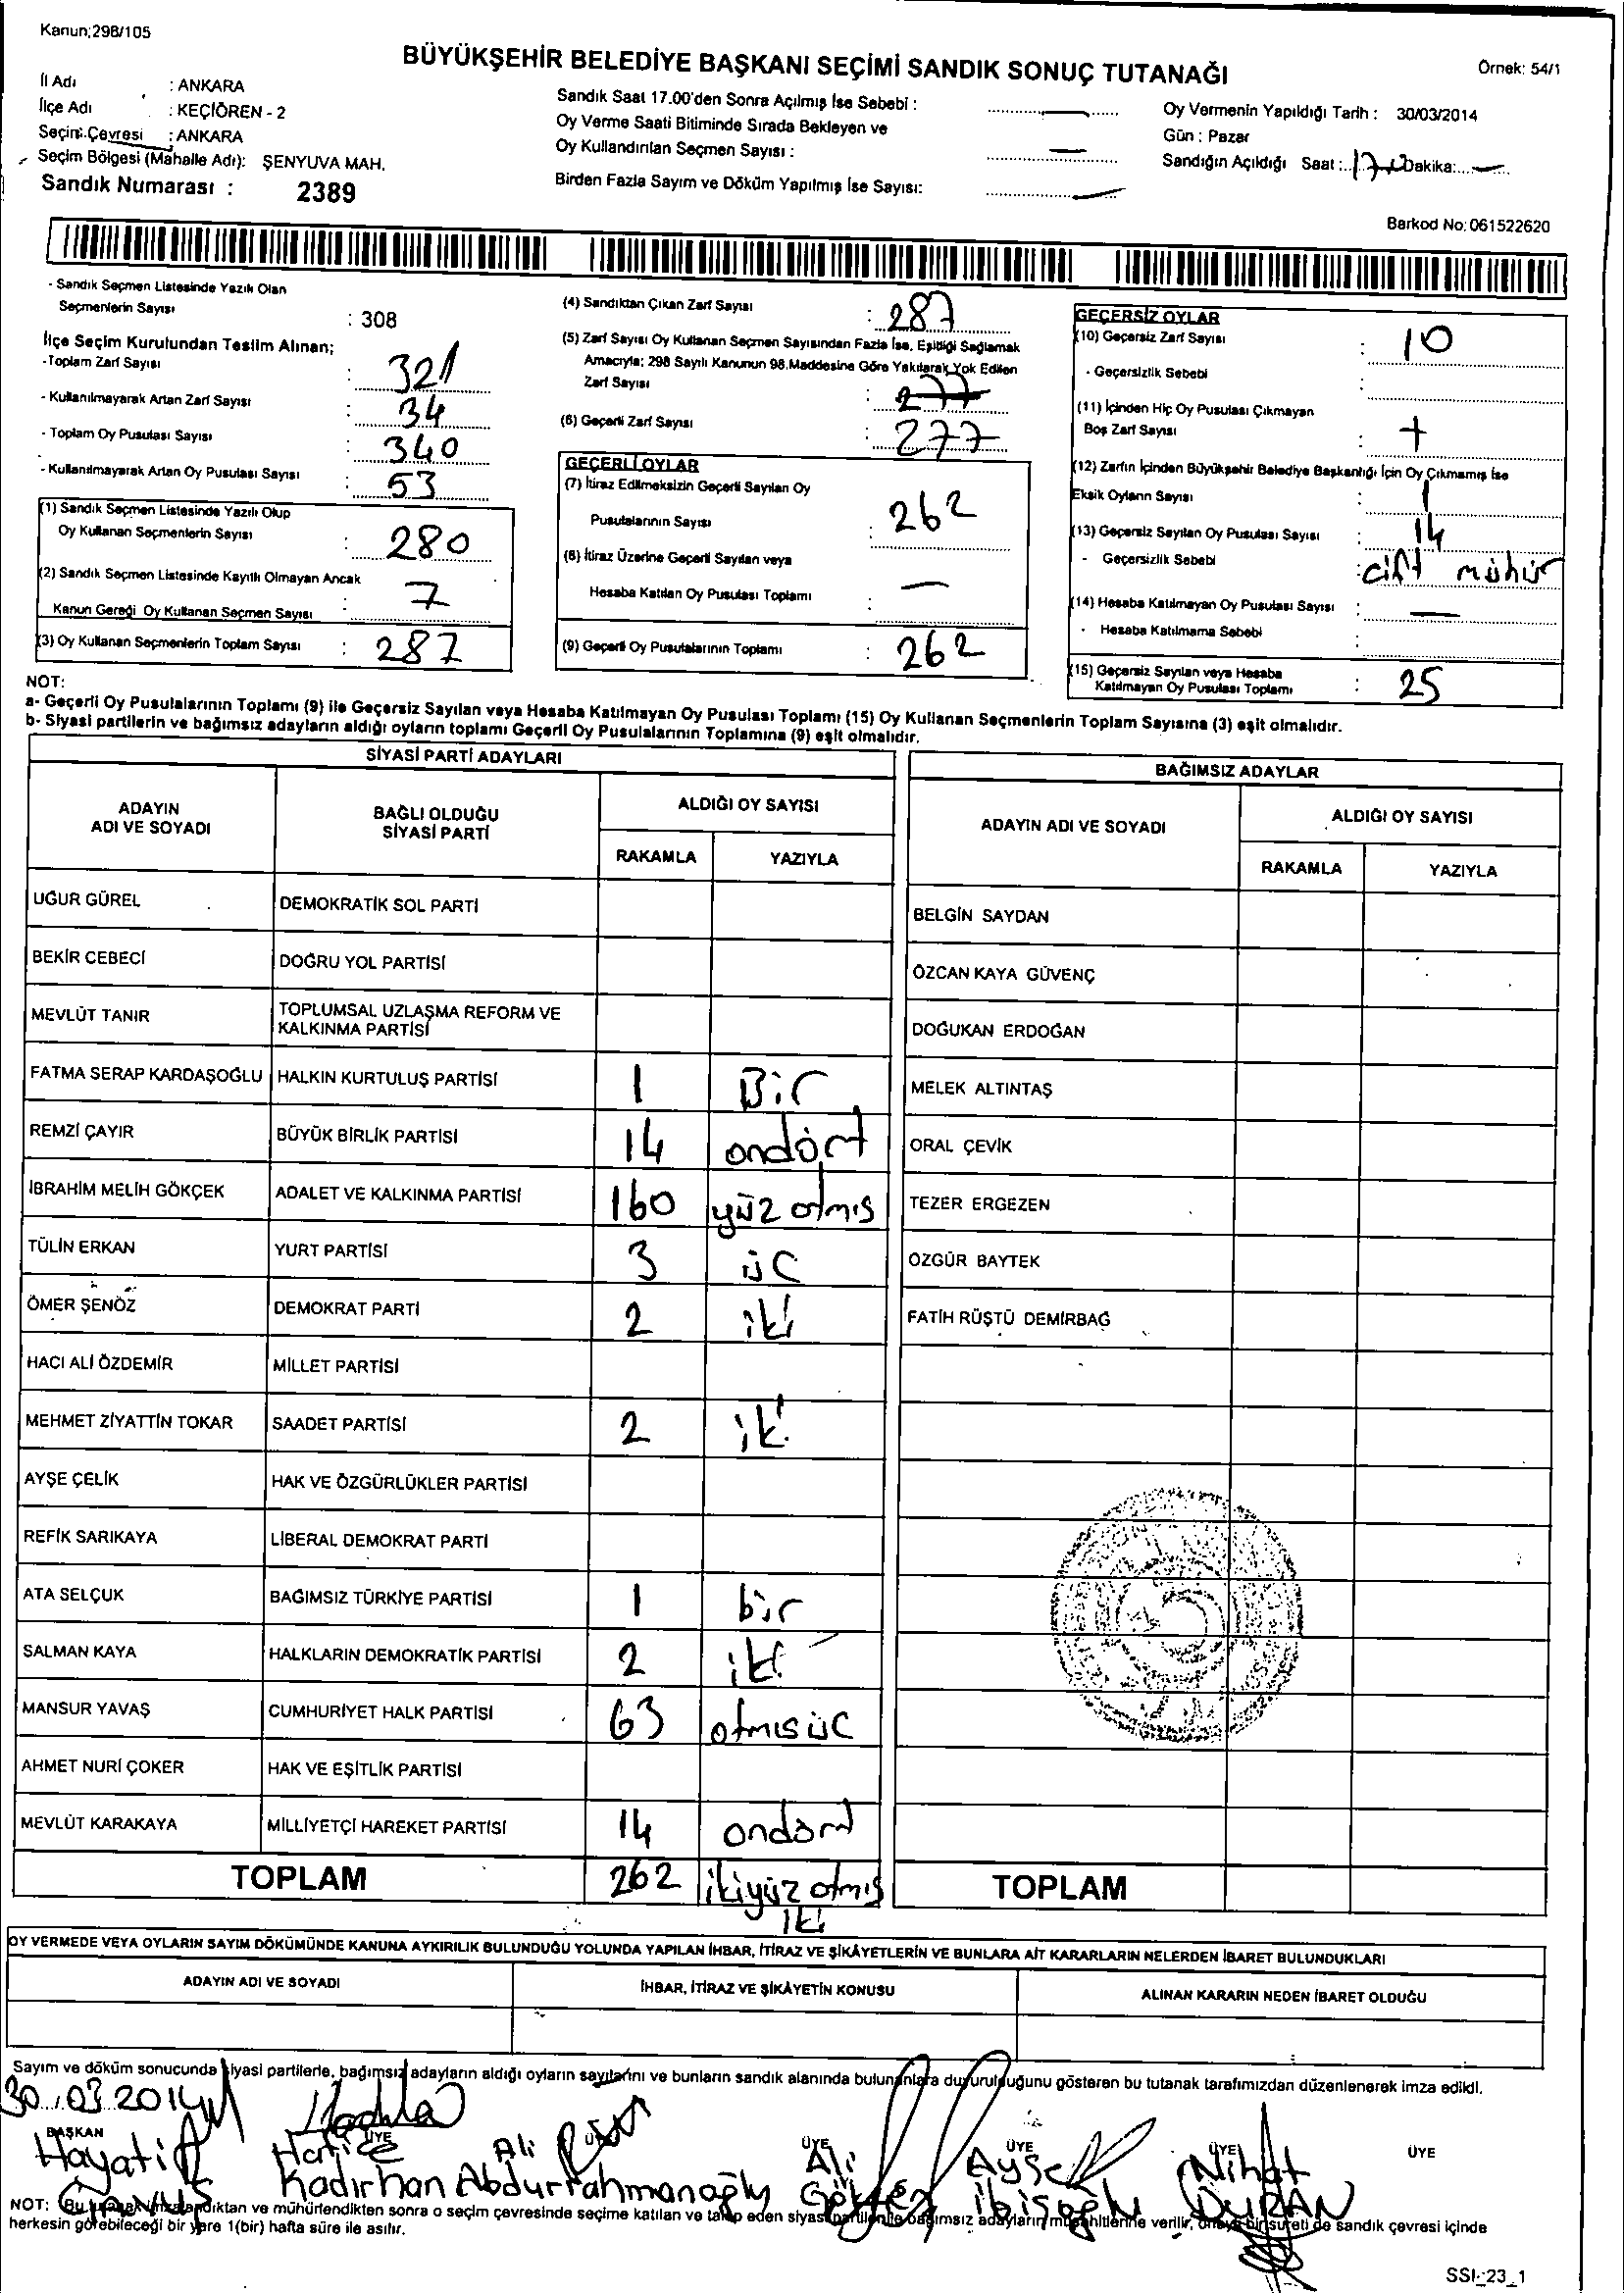 Kanun;298/105
BÜYÜKŞEHİR BELEDİYE BAŞKANI SEÇİMİ SANDIK SONUÇ TUTANAĞI
Örnek: 54/1
İl Adı : ANKARA
İlçe Adı : KEÇİÖREN - 2
Seçim Çevresi : ANKARA
Seçim Bölgesi (Mahalle Adı): ŞENYUVA MAH.
Sandık Numarası : 2389
Sandık Saat 17.00'den Sonra Açılmış İse Sebebi : —
Oy Verme Saati Bitiminde Sırada Bekleyen ve
Oy Kullandırılan Seçmen Sayısı : —
Birden Fazla Sayım ve Döküm Yapılmış İse Sayısı: —
Oy Vermenin Yapıldığı Tarih : 30/03/2014
Gün : Pazar
Sandığın Açıldığı Saat : Dakika: —
Barkod No: 061522620
- Sandık Seçmen Listesinde Yazılı Olan
Seçmenlerin Sayısı : 308
İlçe Seçim Kurulundan Teslim Alınan;
-Toplam Zarf Sayısı : 321
- Kullanılmayarak Artan Zarf Sayısı : 34
- Toplam Oy Pusulası Sayısı : 340
- Kullanılmayarak Artan Oy Pusulası Sayısı : 53
(1) Sandık Seçmen Listesinde Yazılı Olup
Oy Kullanan Seçmenlerin Sayısı : 280
(2) Sandık Seçmen Listesinde Kayıtlı Olmayan Ancak
Kanun Gereği Oy Kullanan Seçmen Sayısı : 7
(3) Oy Kullanan Seçmenlerin Toplam Sayısı : 287
(4) Sandıktan Çıkan Zarf Sayısı : 287
(5) Zarf Sayısı Oy Kullanan Seçmen Sayısından Fazla İse, Eşitliği Sağlamak
Amacıyla; 298 Sayılı Kanunun 98.Maddesine Göre Yakılarak Yok Edilen
Zarf Sayısı : 277
(6) Geçerli Zarf Sayısı : 277
GEÇERLİ OYLAR
(7) İtiraz Edilmeksizin Geçerli Sayılan Oy
Pusulalarının Sayısı : 262
(8) İtiraz Üzerine Geçerli Sayılan veya
Hesaba Katılan Oy Pusulası Toplamı : —
(9) Geçerli Oy Pusulalarının Toplamı : 262
GEÇERSİZ OYLAR
(10) Geçersiz Zarf Sayısı : 10
- Geçersizlik Sebebi :
(11) İçinden Hiç Oy Pusulası Çıkmayan
Boş Zarf Sayısı : +
(12) Zarfın İçinden Büyükşehir Belediye Başkanlığı İçin Oy Çıkmamış İse
Eksik Oyların Sayısı : 1
(13) Geçersiz Sayılan Oy Pusulası Sayısı : 14
- Geçersizlik Sebebi : cift mühür
(14) Hesaba Katılmayan Oy Pusulası Sayısı : —
- Hesaba Katılmama Sebebi :
(15) Geçersiz Sayılan veya Hesaba
Katılmayan Oy Pusulası Toplamı : 25
NOT:
a- Geçerli Oy Pusulalarının Toplamı (9) ile Geçersiz Sayılan veya Hesaba Katılmayan Oy Pusulası Toplamı (15) Oy Kullanan Seçmenlerin Toplam Sayısına (3) eşit olmalıdır.
b- Siyasi partilerin ve bağımsız adayların aldığı oyların toplamı Geçerli Oy Pusulalarının Toplamına (9) eşit olmalıdır.
SİYASİ PARTİ ADAYLARI
ADAYIN
ADI VE SOYADI
BAĞLI OLDUĞU
SİYASİ PARTİ
ALDIĞI OY SAYISI
RAKAMLA YAZIYLA
UĞUR GÜREL DEMOKRATİK SOL PARTİ
BEKİR CEBECİ DOĞRU YOL PARTİSİ
MEVLÜT TANIR TOPLUMSAL UZLAŞMA REFORM VE
KALKINMA PARTİSİ
FATMA SERAP KARDAŞOĞLU HALKIN KURTULUŞ PARTİSİ 1 Bir
REMZİ ÇAYIR BÜYÜK BİRLİK PARTİSİ 14 ondört
İBRAHİM MELİH GÖKÇEK ADALET VE KALKINMA PARTİSİ 160 yüz atmıs
TÜLİN ERKAN YURT PARTİSİ 3 üc
ÖMER ŞENÖZ DEMOKRAT PARTİ 2 iki
HACI ALİ ÖZDEMİR MİLLET PARTİSİ
MEHMET ZİYATTİN TOKAR SAADET PARTİSİ 2 iki
AYŞE ÇELİK HAK VE ÖZGÜRLÜKLER PARTİSİ
REFİK SARIKAYA LİBERAL DEMOKRAT PARTİ
ATA SELÇUK BAĞIMSIZ TÜRKİYE PARTİSİ 1 bir
SALMAN KAYA HALKLARIN DEMOKRATİK PARTİSİ 2 iki
MANSUR YAVAŞ CUMHURİYET HALK PARTİSİ 63 atmısüc
AHMET NURİ ÇOKER HAK VE EŞİTLİK PARTİSİ
MEVLÜT KARAKAYA MİLLİYETÇİ HAREKET PARTİSİ 14 ondört
TOPLAM 262 ikiyüz atmış
iki
BAĞIMSIZ ADAYLAR
ADAYIN ADI VE SOYADI
ALDIĞI OY SAYISI
RAKAMLA YAZIYLA
BELGİN SAYDAN
ÖZCAN KAYA GÜVENÇ
DOĞUKAN ERDOĞAN
MELEK ALTINTAŞ
ORAL ÇEVİK
TEZER ERGEZEN
ÖZGÜR BAYTEK
FATİH RÜŞTÜ DEMİRBAĞ
TOPLAM
OY VERMEDE VEYA OYLARIN SAYIM DÖKÜMÜNDE KANUNA AYKIRILIK BULUNDUĞU YOLUNDA YAPILAN İHBAR, İTİRAZ VE ŞİKÂYETLERİN VE BUNLARA AİT KARARLARIN NELERDEN İBARET BULUNDUKLARI
ADAYIN ADI VE SOYADI İHBAR, İTİRAZ VE ŞİKÂYETİN KONUSU ALINAN KARARIN NEDEN İBARET OLDUĞU
Sayım ve döküm sonucunda siyasi partilerle, bağımsız adayların aldığı oyların sayılarını ve bunların sandık alanında bulunanlara duyurulduğunu gösteren bu tutanak tarafımızdan düzenlenerek imza edildi.
30.03.2014
BAŞKAN ÜYE ÜYE ÜYE ÜYE ÜYE ÜYE
Hayati Hatice Ali Ali Aysel Nihat
Kadirhan Abdurrahmanoğlu DURAN
NOT: Bu tutanak imzalandıktan ve mühürlendikten sonra o seçim çevresinde seçime katılan ve talep eden siyasi partilerle bağımsız adayların müşahitlerine verilir, onaylı bir sureti de sandık çevresi içinde
herkesin görebileceği bir yere 1(bir) hafta süre ile asılır.
SSI_23_1